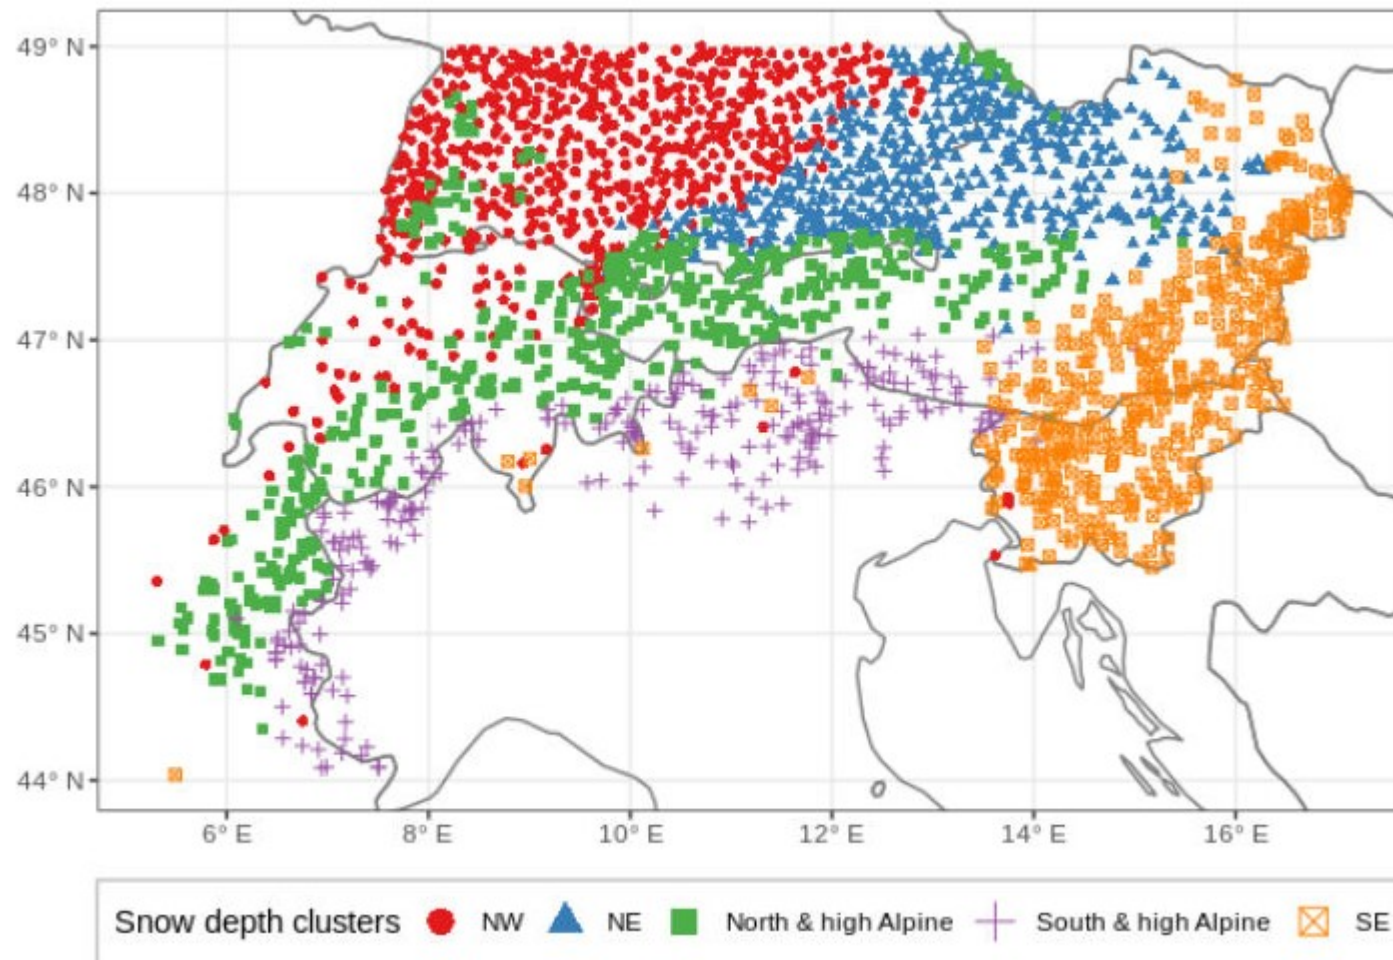 49° N
48° N
47° N
46° N
45° N
44° N
6° E 8° E 10° E 12° E 14° E 16° E
Snow depth clusters NW NE North & high Alpine South & high Alpine SE